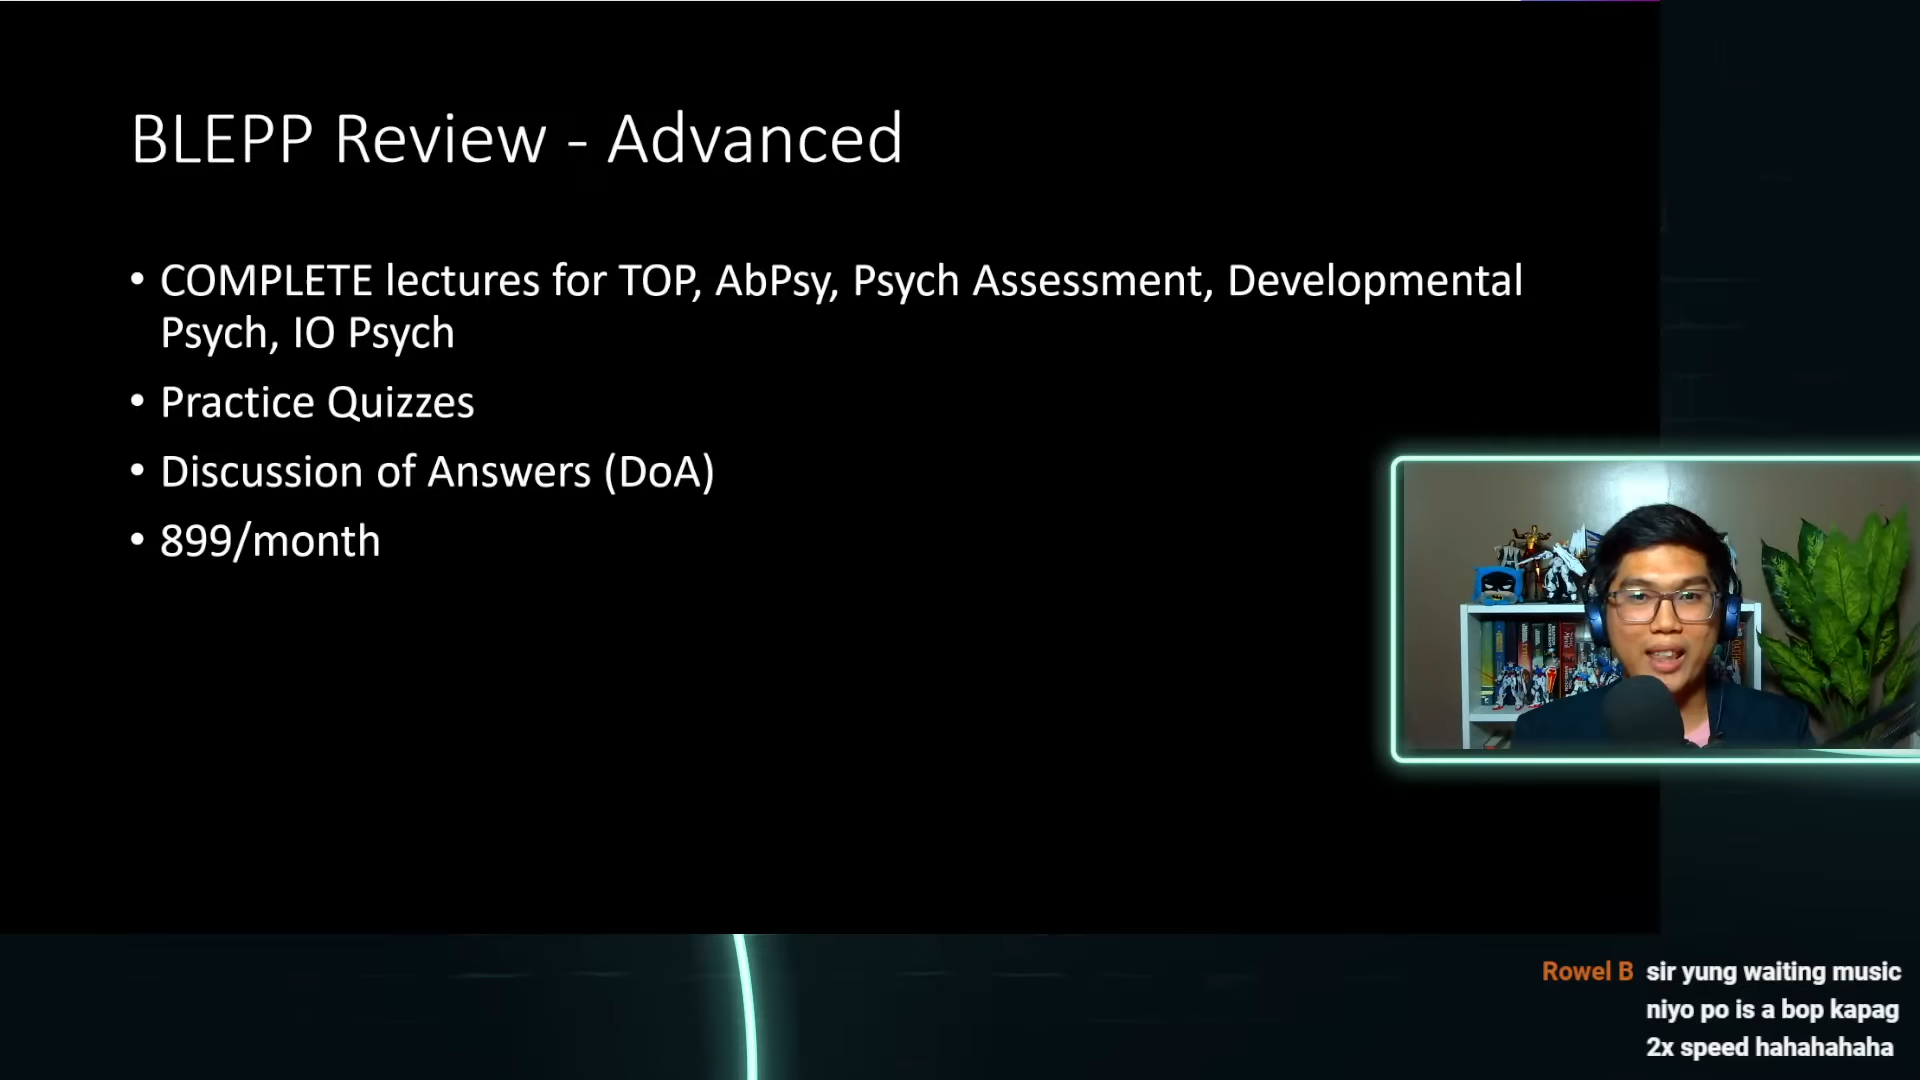 BLEPP Review - Advanced
• COMPLETE lectures for TOP, AbPsy, Psych Assessment, Developmental
Psych, IO Psych
• Practice Quizzes
• Discussion of Answers (DoA)
• 899/month
Rowel B sir yung waiting music
niyo po is a bop kapag
2x speed hahahahaha